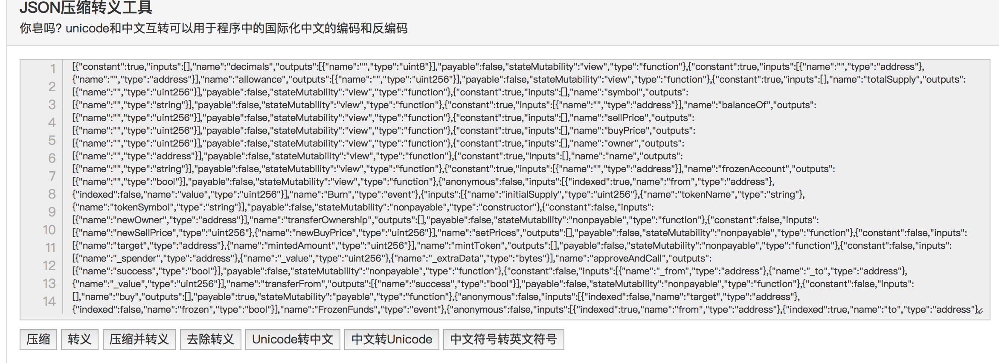 JSON压缩转义工具
你皂吗? unicode和中文互转可以用于程序中的国际化中文的编码和反编码
1
2
3
4
5
6
7
8
9
10
11
12
13
14
[{"constant":true,"inputs":[],"name":"decimals","outputs":[{"name":"","type":"uint8"}],"payable":false,"stateMutability":"view","type":"function"},{"constant":true,"inputs":[{"name":"","type":"address"},
{"name":"","type":"address"}],"name":"allowance","outputs":[{"name":"","type":"uint256"}],"payable":false,"stateMutability":"view","type":"function"},{"constant":true,"inputs":[],"name":"totalSupply","outputs":
[{"name":"","type":"uint256"}],"payable":false,"stateMutability":"view","type":"function"},{"constant":true,"inputs":[],"name":"symbol","outputs":
[{"name":"","type":"string"}],"payable":false,"stateMutability":"view","type":"function"},{"constant":true,"inputs":[{"name":"","type":"address"}],"name":"balanceOf","outputs":
[{"name":"","type":"uint256"}],"payable":false,"stateMutability":"view","type":"function"},{"constant":true,"inputs":[],"name":"sellPrice","outputs":
[{"name":"","type":"uint256"}],"payable":false,"stateMutability":"view","type":"function"},{"constant":true,"inputs":[],"name":"buyPrice","outputs":
[{"name":"","type":"uint256"}],"payable":false,"stateMutability":"view","type":"function"},{"constant":true,"inputs":[],"name":"owner","outputs":
[{"name":"","type":"address"}],"payable":false,"stateMutability":"view","type":"function"},{"constant":true,"inputs":[],"name":"name","outputs":
[{"name":"","type":"string"}],"payable":false,"stateMutability":"view","type":"function"},{"constant":true,"inputs":[{"name":"","type":"address"}],"name":"frozenAccount","outputs":
[{"name":"","type":"bool"}],"payable":false,"stateMutability":"view","type":"function"},{"anonymous":false,"inputs":[{"indexed":true,"name":"from","type":"address"},
{"indexed":false,"name":"value","type":"uint256"}],"name":"Burn","type":"event"},{"inputs":[{"name":"initialSupply","type":"uint256"},{"name":"tokenName","type":"string"},
{"name":"tokenSymbol","type":"string"}],"payable":false,"stateMutability":"nonpayable","type":"constructor"},{"constant":false,"inputs":
[{"name":"newOwner","type":"address"}],"name":"transferOwnership","outputs":[],"payable":false,"stateMutability":"nonpayable","type":"function"},{"constant":false,"inputs":
[{"name":"newSellPrice","type":"uint256"},{"name":"newBuyPrice","type":"uint256"}],"name":"setPrices","outputs":[],"payable":false,"stateMutability":"nonpayable","type":"function"},{"constant":false,"inputs":
[{"name":"target","type":"address"},{"name":"mintedAmount","type":"uint256"}],"name":"mintToken","outputs":[],"payable":false,"stateMutability":"nonpayable","type":"function"},{"constant":false,"inputs":
[{"name":"_spender","type":"address"},{"name":"_value","type":"uint256"},{"name":"_extraData","type":"bytes"}],"name":"approveAndCall","outputs":
[{"name":"success","type":"bool"}],"payable":false,"stateMutability":"nonpayable","type":"function"},{"constant":false,"inputs":[{"name":"_from","type":"address"},{"name":"_to","type":"address"},
{"name":"_value","type":"uint256"}],"name":"transferFrom","outputs":[{"name":"success","type":"bool"}],"payable":false,"stateMutability":"nonpayable","type":"function"},{"constant":false,"inputs":
[],"name":"buy","outputs":[],"payable":true,"stateMutability":"payable","type":"function"},{"anonymous":false,"inputs":[{"indexed":false,"name":"target","type":"address"},
{"indexed":false,"name":"frozen","type":"bool"}],"name":"FrozenFunds","type":"event"},{"anonymous":false,"inputs":[{"indexed":true,"name":"from","type":"address"},{"indexed":true,"name":"to","type":"address"},
压缩 转义 压缩并转义 去除转义 Unicode转中文 中文转Unicode 中文符号转英文符号